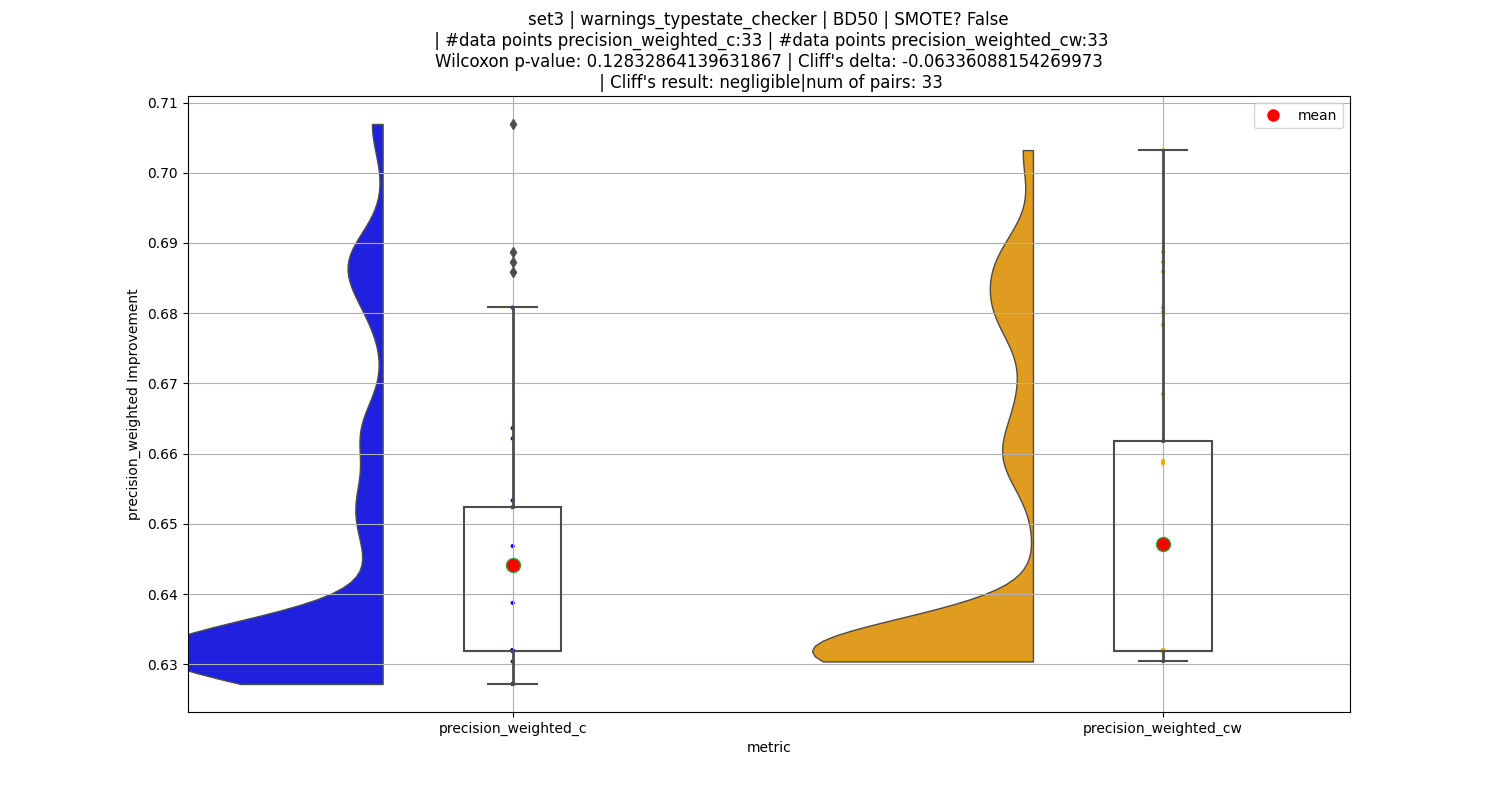 set3 | warnings_typestate_checker | BD50 | SMOTE? False
| #data points precision_weighted_c:33 | #data points precision_weighted_cw:33
Wilcoxon p-value: 0.12832864139631867 | Cliff's delta: -0.06336088154269973
| Cliff's result: negligible|num of pairs: 33
mean
0.71
0.70
0.69
0.68
0.67
0.66
0.65
0.64
0.63
precision_weighted Improvement
precision_weighted_c
precision_weighted_cw
metric